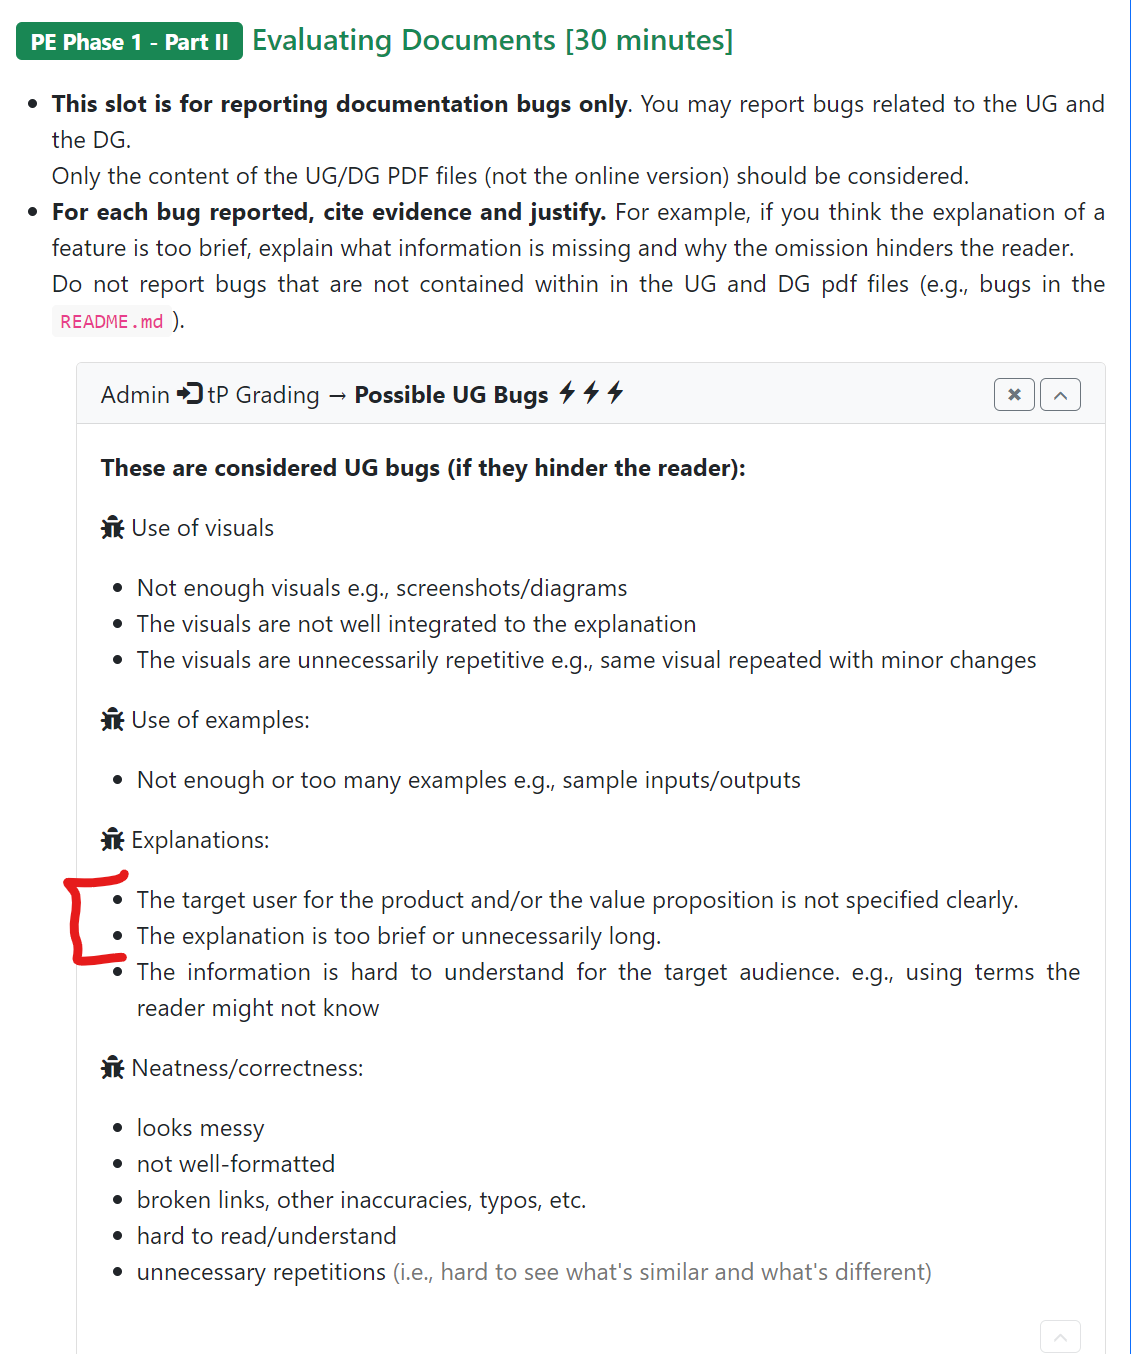 PE Phase 1 - Part II Evaluating Documents [30 minutes]
This slot is for reporting documentation bugs only. You may report bugs related to the UG and
the DG.
Only the content of the UG/DG PDF files (not the online version) should be considered.
For each bug reported, cite evidence and justify. For example, if you think the explanation of a
feature is too brief, explain what information is missing and why the omission hinders the reader.
Do not report bugs that are not contained within in the UG and DG pdf files (e.g., bugs in the
README.md ).
Admin tP Grading → Possible UG Bugs
These are considered UG bugs (if they hinder the reader):
Use of visuals
Not enough visuals e.g., screenshots/diagrams
The visuals are not well integrated to the explanation
The visuals are unnecessarily repetitive e.g., same visual repeated with minor changes
Use of examples:
Not enough or too many examples e.g., sample inputs/outputs
Explanations:
The target user for the product and/or the value proposition is not specified clearly.
The explanation is too brief or unnecessarily long.
The information is hard to understand for the target audience. e.g., using terms the
reader might not know
Neatness/correctness:
looks messy
not well-formatted
broken links, other inaccuracies, typos, etc.
hard to read/understand
unnecessary repetitions (i.e., hard to see what's similar and what's different)